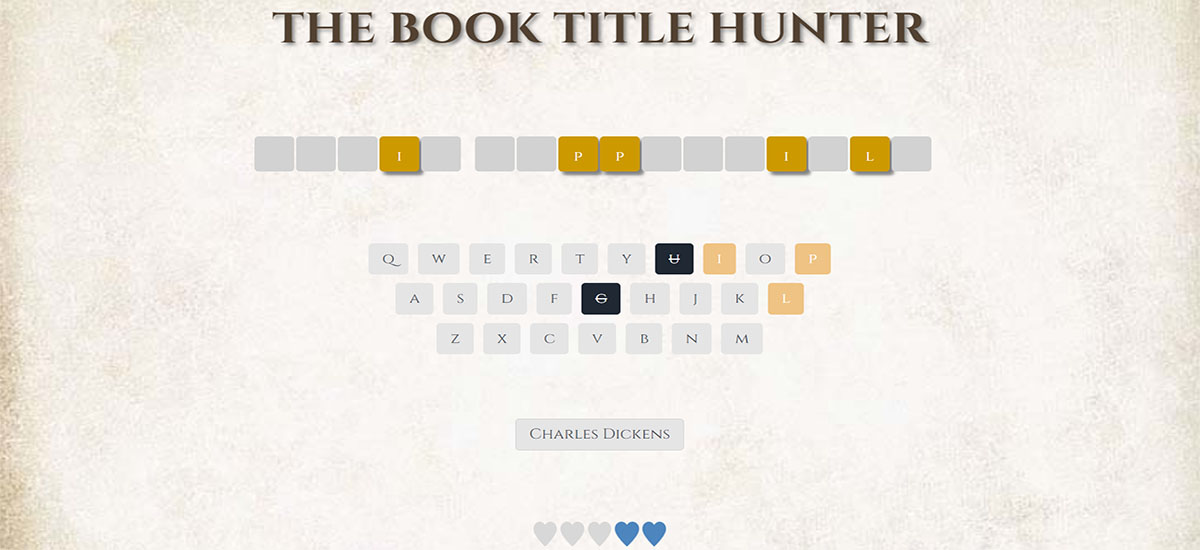 THE BOOK TITLE HUNTER
I P P I L
Q W E R T Y U I O P
A S D F G H J K L
Z X C V B N M
Charles Dickens